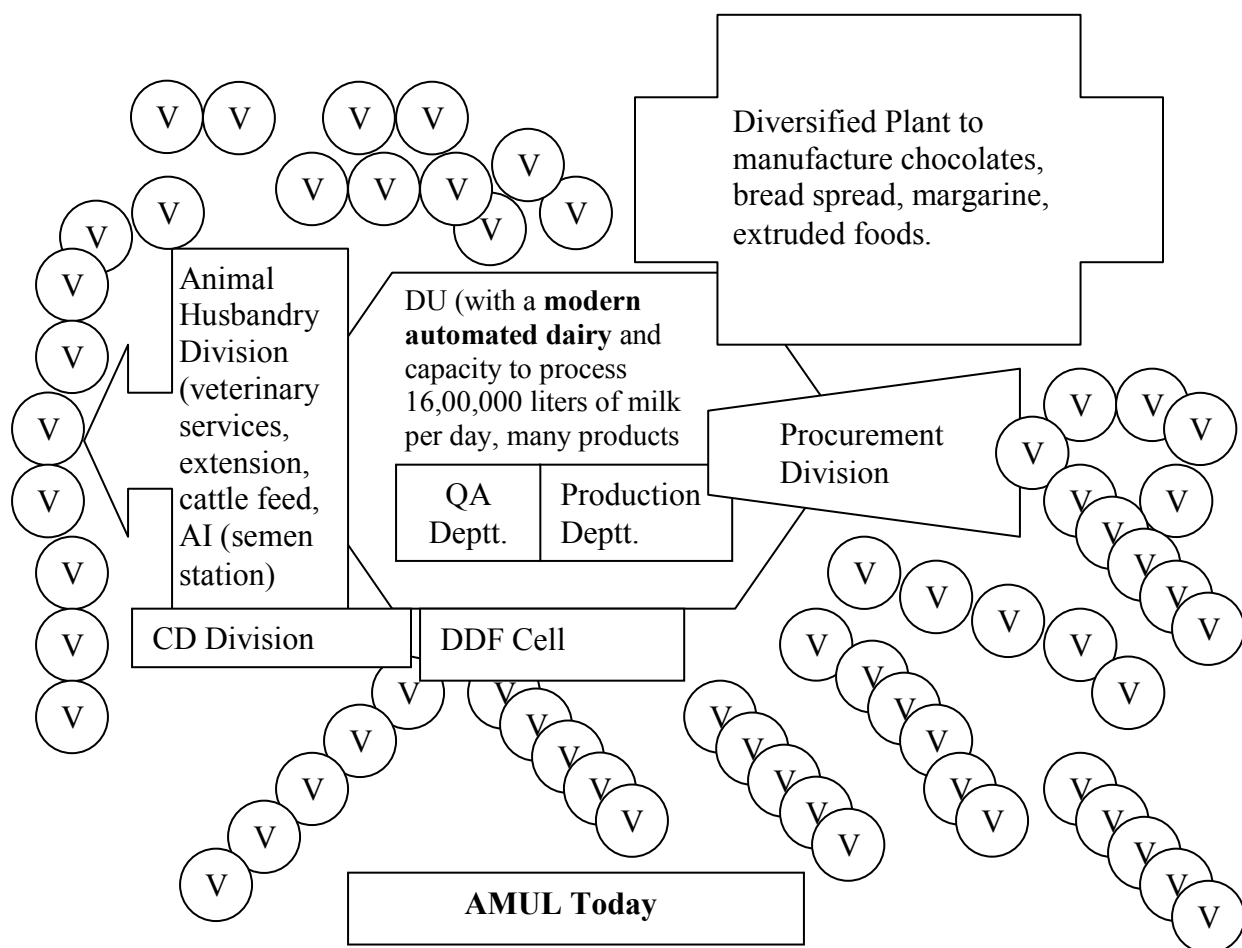 V V V V
V V V V V V
V
V
V
V
V
V
V
V
V
Diversified Plant to
manufacture chocolates,
bread spread, margarine,
extruded foods.
Animal
Husbandry
Division
(veterinary
services,
extension,
cattle feed,
AI (semen
station)
DU (with a modern
automated dairy and
capacity to process
16,00,000 liters of milk
per day, many products
QA
Deptt.
Production
Deptt.
Procurement
Division
V V V V
V V V V V V
CD Division
DDF Cell
V V V V V
V V V V V V
V V V V V
V V V V V
V V V V V
V V V V V
AMUL Today